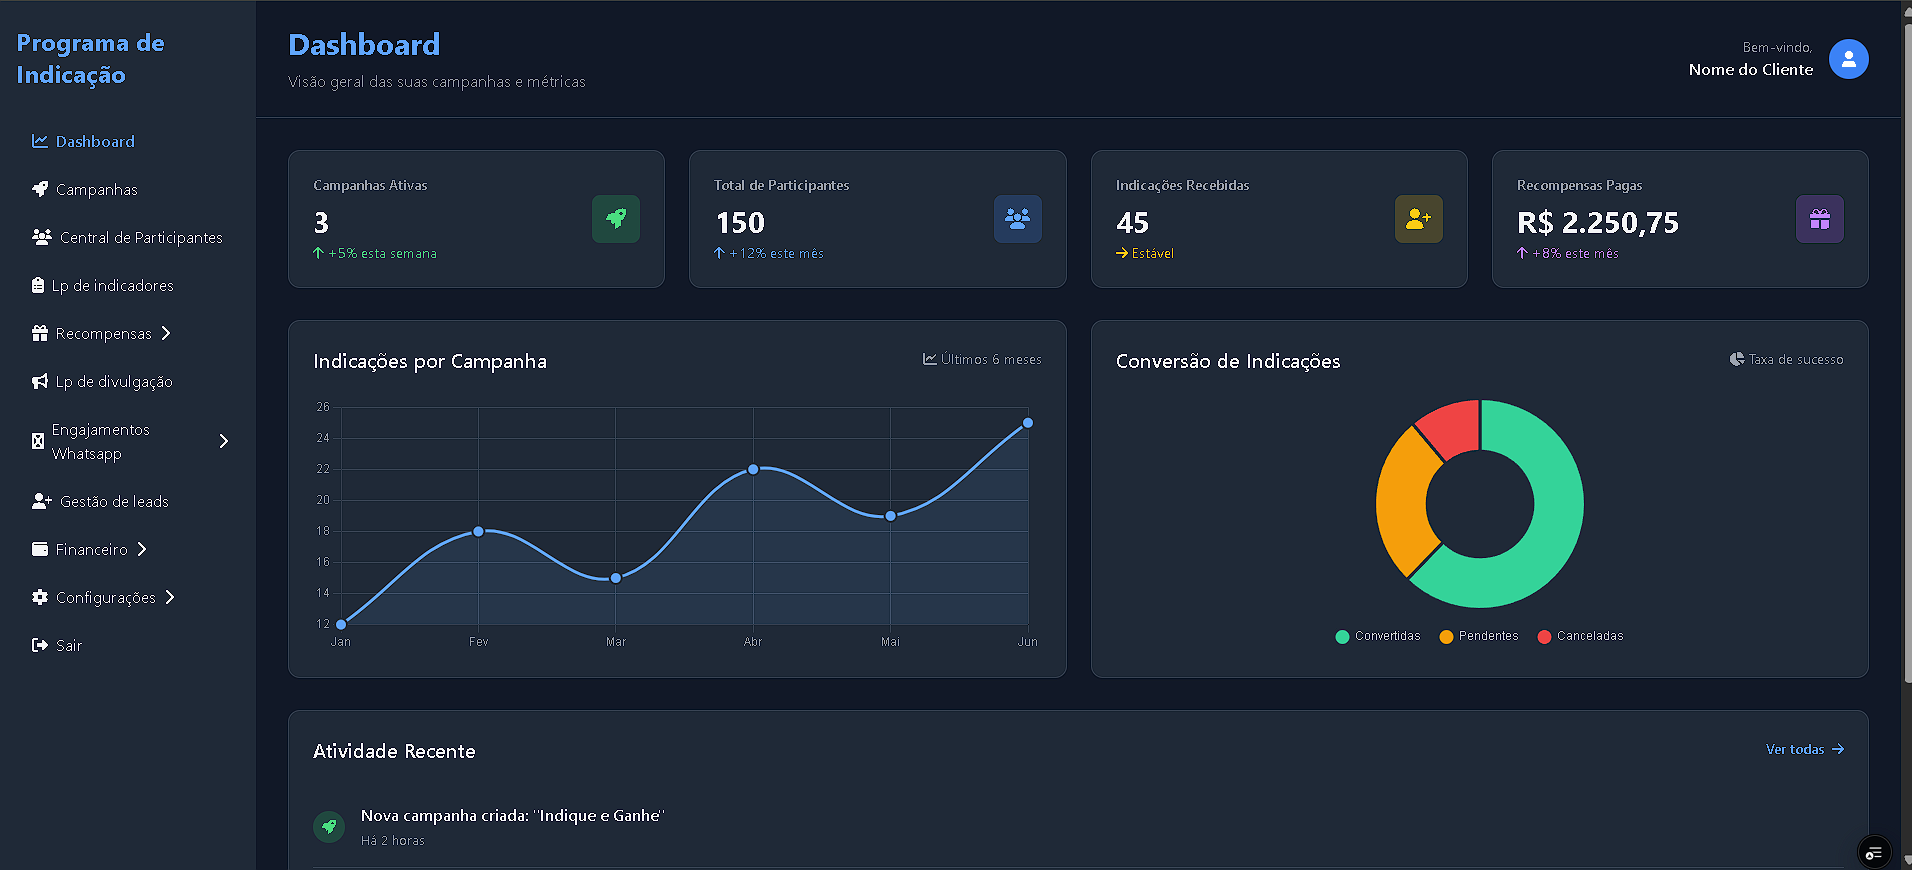 Programa de
Indicação
Dashboard
Campanhas
Central de Participantes
Lp de indicadores
Recompensas
Lp de divulgação
Engajamentos
Whatsapp
Gestão de leads
Financeiro
Configurações
Sair
Dashboard
Visão geral das suas campanhas e métricas
Bem-vindo,
Nome do Cliente
Campanhas Ativas
3
+5% esta semana
Total de Participantes
150
+12% este mês
Indicações Recebidas
45
Estável
Recompensas Pagas
R$ 2.250,75
+8% este mês
Indicações por Campanha
Últimos 6 meses
26
24
22
20
18
16
14
12
Jan Fev Mar Abr Mai Jun
Conversão de Indicações
Taxa de sucesso
Convertidas Pendentes Canceladas
Atividade Recente
Ver todas
Nova campanha criada: "Indique e Ganhe"
Há 2 horas